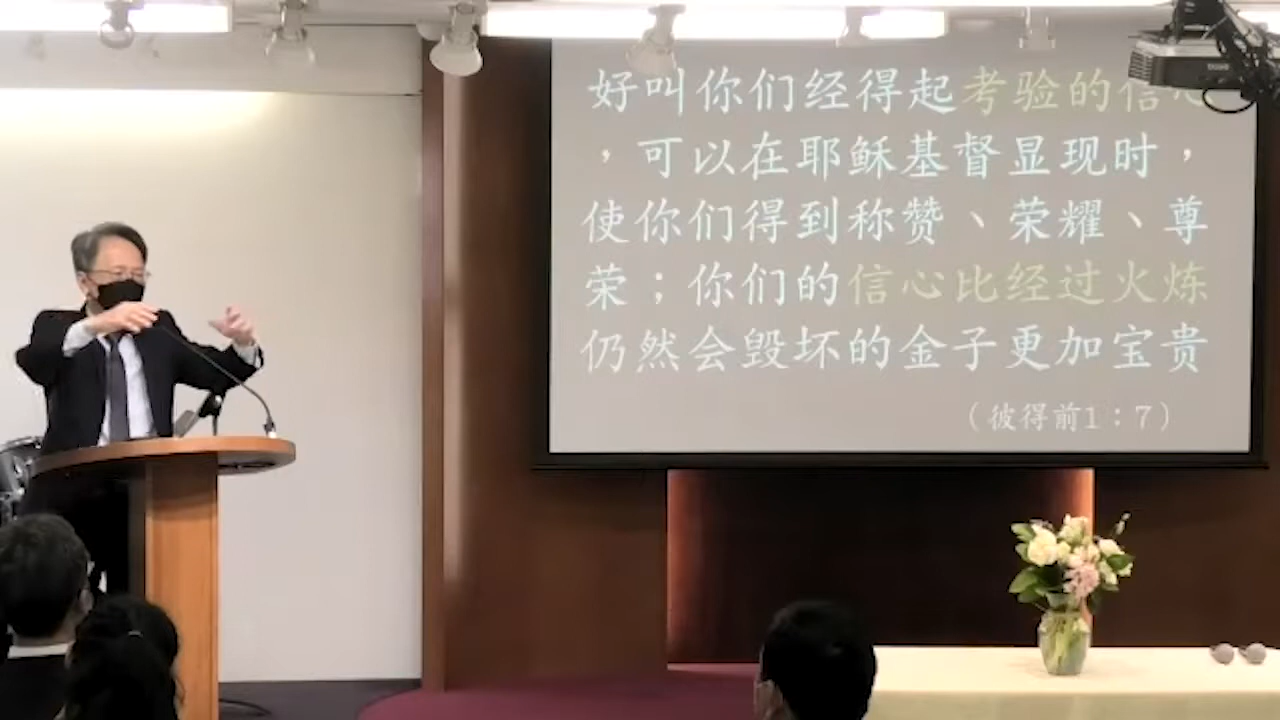 好叫你们经得起考验的信心
，可以在耶稣基督显现时，
使你们得到称赞、荣耀、尊
荣；你们的信心比经过火炼
仍然会毁坏的金子更加宝贵
（彼得前1：7）